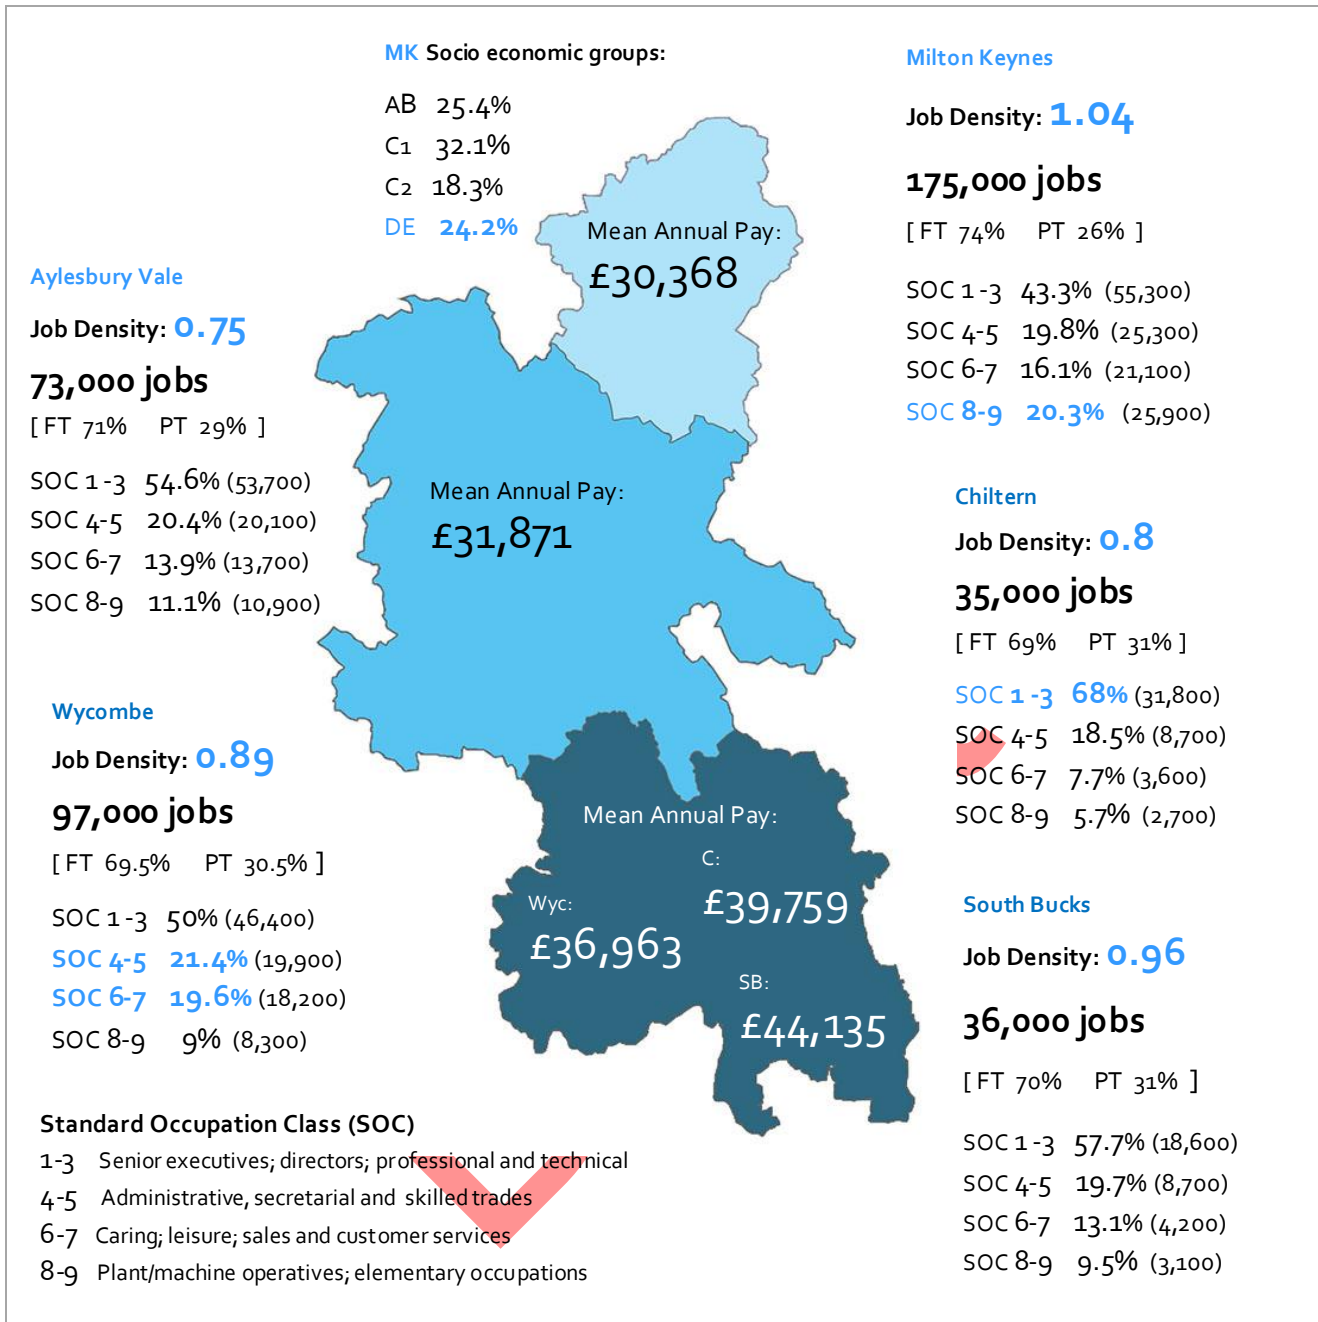 MK Socio economic groups:
AB 25.4%
C1 32.1%
C2 18.3%
DE 24.2%
Milton Keynes
Job Density: 1.04
175,000 jobs
[ FT 74% PT 26% ]
SOC 1 -3 43.3% (55,300)
SOC 4-5 19.8% (25,300)
SOC 6-7 16.1% (21,100)
SOC 8-9 20.3% (25,900)
Mean Annual Pay:
£30,368
Aylesbury Vale
Job Density: 0.75
73,000 jobs
[ FT 71% PT 29% ]
SOC 1 -3 54.6% (53,700)
SOC 4-5 20.4% (20,100)
SOC 6-7 13.9% (13,700)
SOC 8-9 11.1% (10,900)
Mean Annual Pay:
£31,871
Chiltern
Job Density: 0.8
35,000 jobs
[ FT 69% PT 31% ]
SOC 1 -3 68% (31,800)
SOC 4-5 18.5% (8,700)
SOC 6-7 7.7% (3,600)
SOC 8-9 5.7% (2,700)
Wycombe
Job Density: 0.89
97,000 jobs
[ FT 69.5% PT 30.5% ]
SOC 1 -3 50% (46,400)
SOC 4-5 21.4% (19,900)
SOC 6-7 19.6% (18,200)
SOC 8-9 9% (8,300)
Mean Annual Pay:
C:
£39,759
Wyc:
£36,963
SB:
£44,135
South Bucks
Job Density: 0.96
36,000 jobs
[ FT 70% PT 31% ]
SOC 1 -3 57.7% (18,600)
SOC 4-5 19.7% (8,700)
SOC 6-7 13.1% (4,200)
SOC 8-9 9.5% (3,100)
Standard Occupation Class (SOC)
1-3 Senior executives; directors; professional and technical
4-5 Administrative, secretarial and skilled trades
6-7 Caring; leisure; sales and customer services
8-9 Plant/machine operatives; elementary occupations